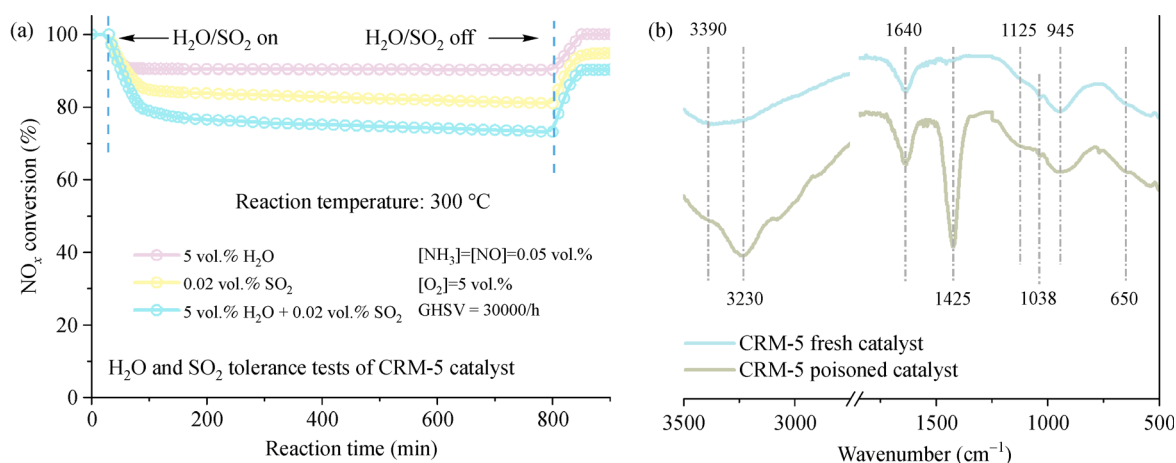 (a)
H₂O/SO₂ on
H₂O/SO₂ off
NOx conversion (%)
100
80
60
40
20
0
Reaction temperature: 300 °C
5 vol.% H₂O
0.02 vol.% SO₂
5 vol.% H₂O + 0.02 vol.% SO₂
[NH₃]=[NO]=0.05 vol.%
[O₂]=5 vol.%
GHSV = 30000/h
H₂O and SO₂ tolerance tests of CRM-5 catalyst
0 200 400 600 800
Reaction time (min)
(b)
3390 1640 1125 945
3230 1425 1038 650
CRM-5 fresh catalyst
CRM-5 poisoned catalyst
3500 3000 1500 1000 500
Wavenumber (cm⁻¹)